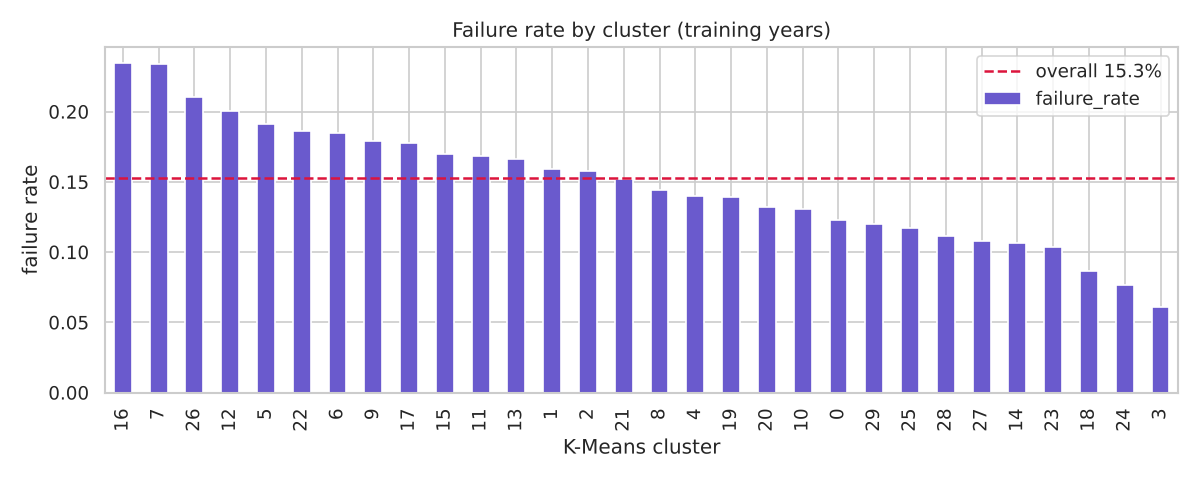 Failure rate by cluster (training years)
overall 15.3%
failure_rate
failure rate
0.20
0.15
0.10
0.05
0.00
16 7 26 12 5 22 6 9 17 15 11 13 1 2 21 8 4 19 20 10 0 29 25 28 27 14 23 18 24 3
K-Means cluster